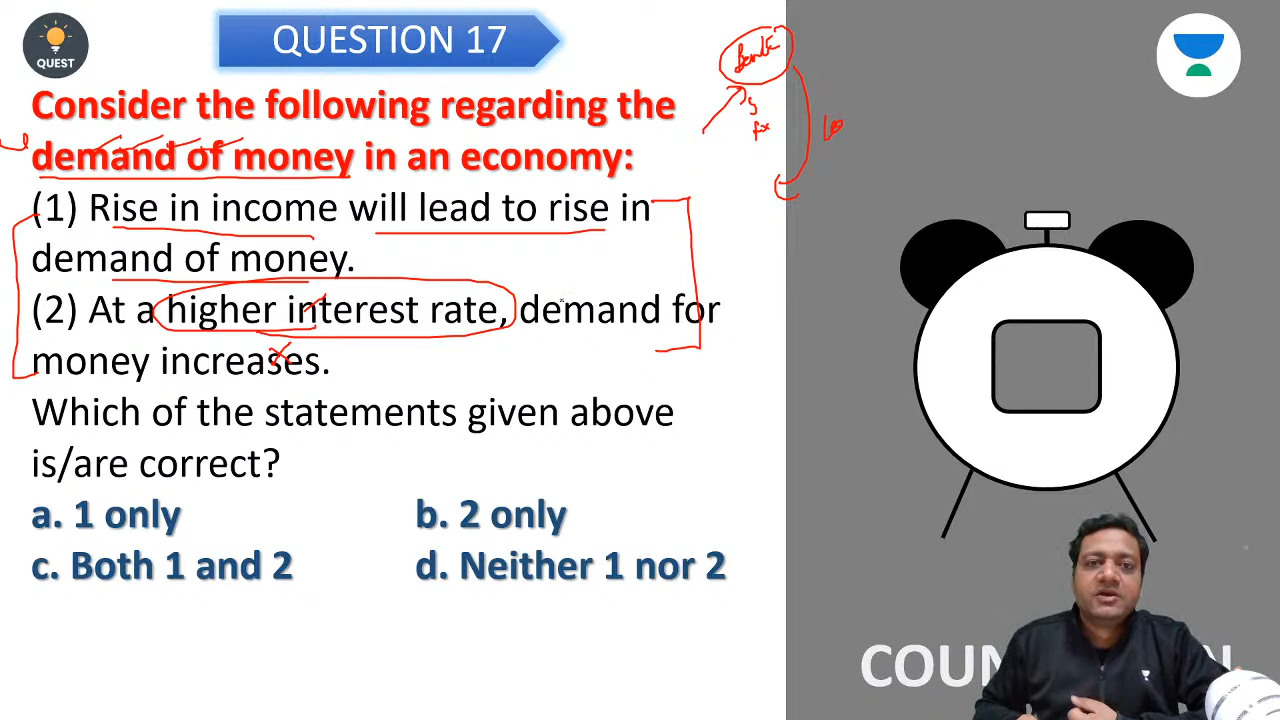 QUEST
QUESTION 17
Consider the following regarding the
demand of money in an economy:
(1) Rise in income will lead to rise in
demand of money.
(2) At a higher interest rate, demand for
money increases.
Which of the statements given above
is/are correct?
a. 1 only
b. 2 only
c. Both 1 and 2
d. Neither 1 nor 2